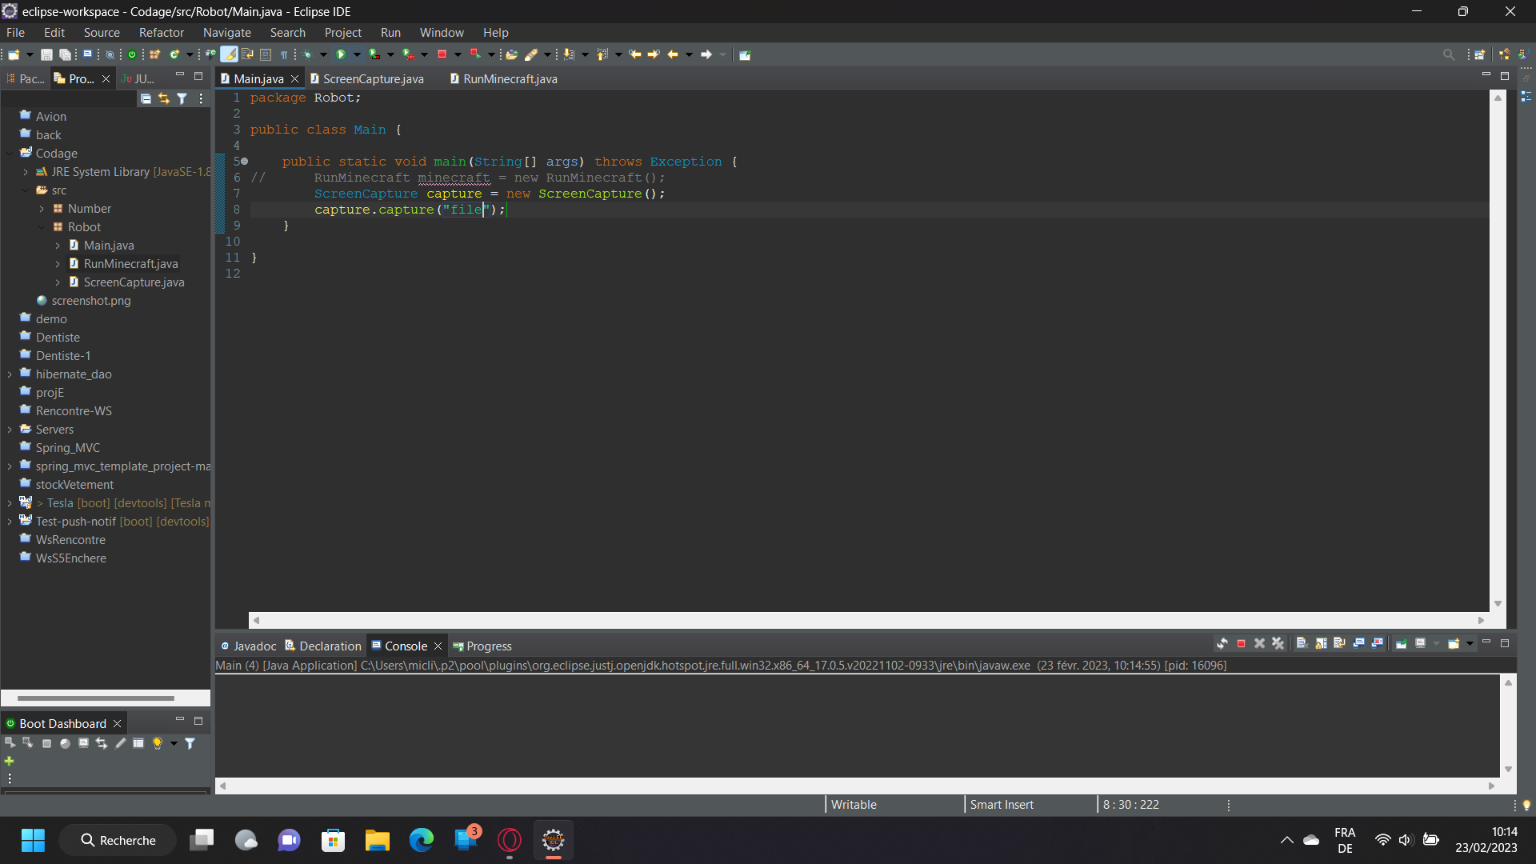 eclipse-workspace - Codage/src/Robot/Main.java - Eclipse IDE
File Edit Source Refactor Navigate Search Project Run Window Help
Pac... Pro... JU...
Main.java ScreenCapture.java RunMinecraft.java
Avion
back
Codage
JRE System Library [JavaSE-1.8
src
Number
Robot
Main.java
RunMinecraft.java
ScreenCapture.java
screenshot.png
demo
Dentiste
Dentiste-1
hibernate_dao
projE
Rencontre-WS
Servers
Spring_MVC
spring_mvc_template_project-ma
stockVetement
> Tesla [boot] [devtools] [Tesla m
Test-push-notif [boot] [devtools]
WsRencontre
WsS5Enchere
1 package Robot;
2
3 public class Main {
4
5 public static void main(String[] args) throws Exception {
6 // RunMinecraft minecraft = new RunMinecraft();
7 ScreenCapture capture = new ScreenCapture();
8 capture.capture("file");
9 }
10
11 }
12
Javadoc Declaration Console Progress
Main (4) [Java Application] C:\Users\micli\.p2\pool\plugins\org.eclipse.justj.openjdk.hotspot.jre.full.win32.x86_64_17.0.5.v20221102-0933\jre\bin\javaw.exe (23 févr. 2023, 10:14:55) [pid: 16096]
Boot Dashboard
Writable Smart Insert 8 : 30 : 222
Recherche
3
FRA
DE
10:14
23/02/2023